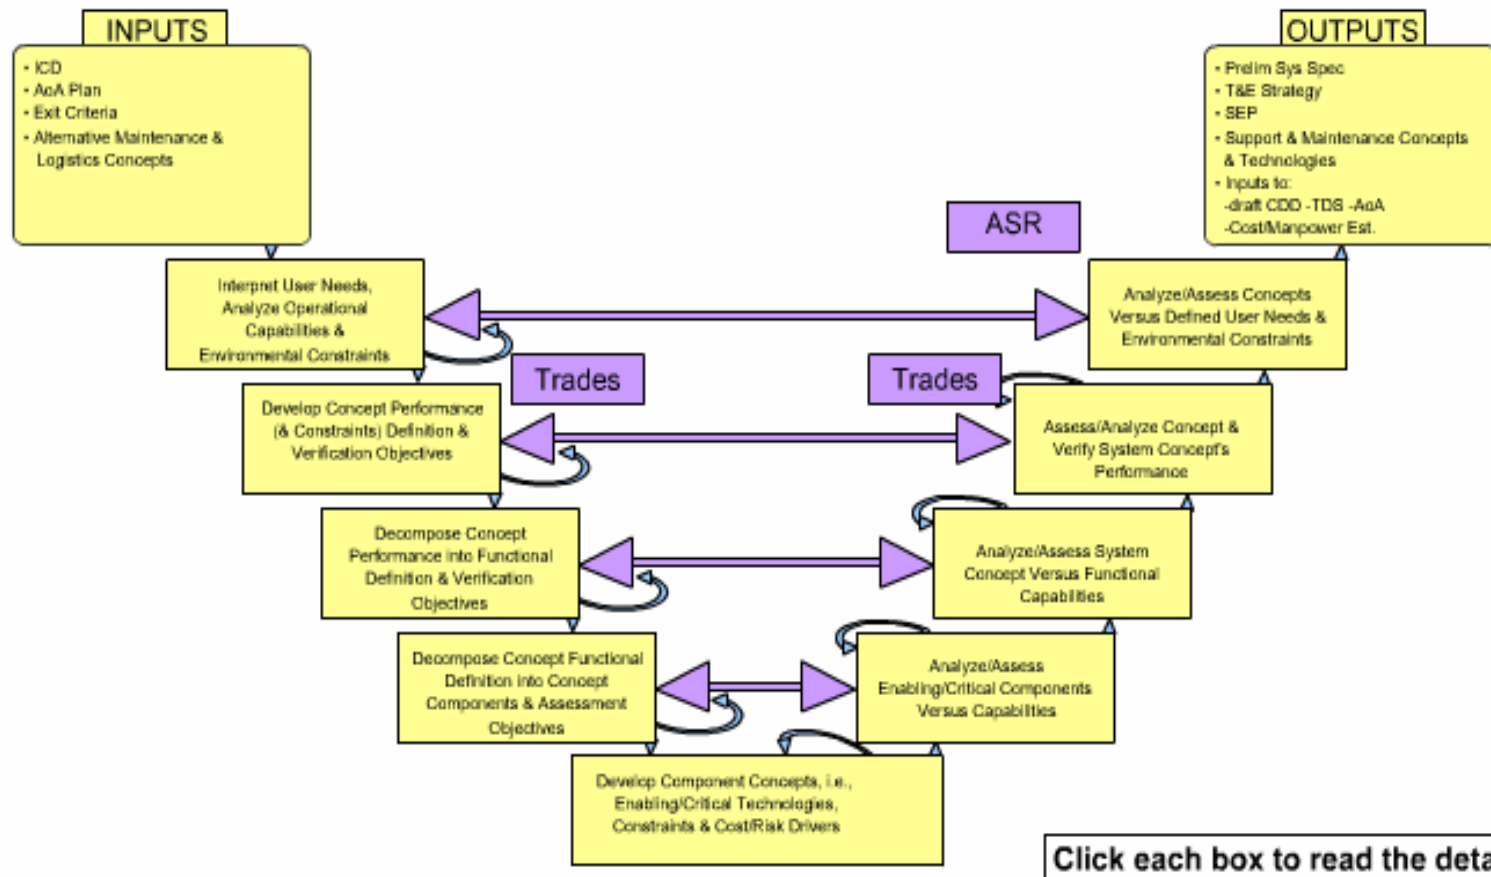 INPUTS
• ICD
• AoA Plan
• Exit Criteria
• Alternative Maintenance &
Logistics Concepts
OUTPUTS
• Prelim Sys Spec
• T&E Strategy
• SEP
• Support & Maintenance Concepts
& Technologies
• Inputs to:
-draft CDD -TDS -AoA
-Cost/Manpower Est.
ASR
Interpret User Needs,
Analyze Operational
Capabilities &
Environmental Constraints
Analyze/Assess Concepts
Versus Defined User Needs &
Environmental Constraints
Trades
Trades
Develop Concept Performance
(& Constraints) Definition &
Verification Objectives
Assess/Analyze Concept &
Verify System Concept's
Performance
Decompose Concept
Performance into Functional
Definition & Verification
Objectives
Analyze/Assess System
Concept Versus Functional
Capabilities
Decompose Concept Functional
Definition into Concept
Components & Assessment
Objectives
Analyze/Assess
Enabling/Critical Components
Versus Capabilities
Develop Component Concepts, i.e.,
Enabling/Critical Technologies,
Constraints & Cost/Risk Drivers
Click each box to read the deta